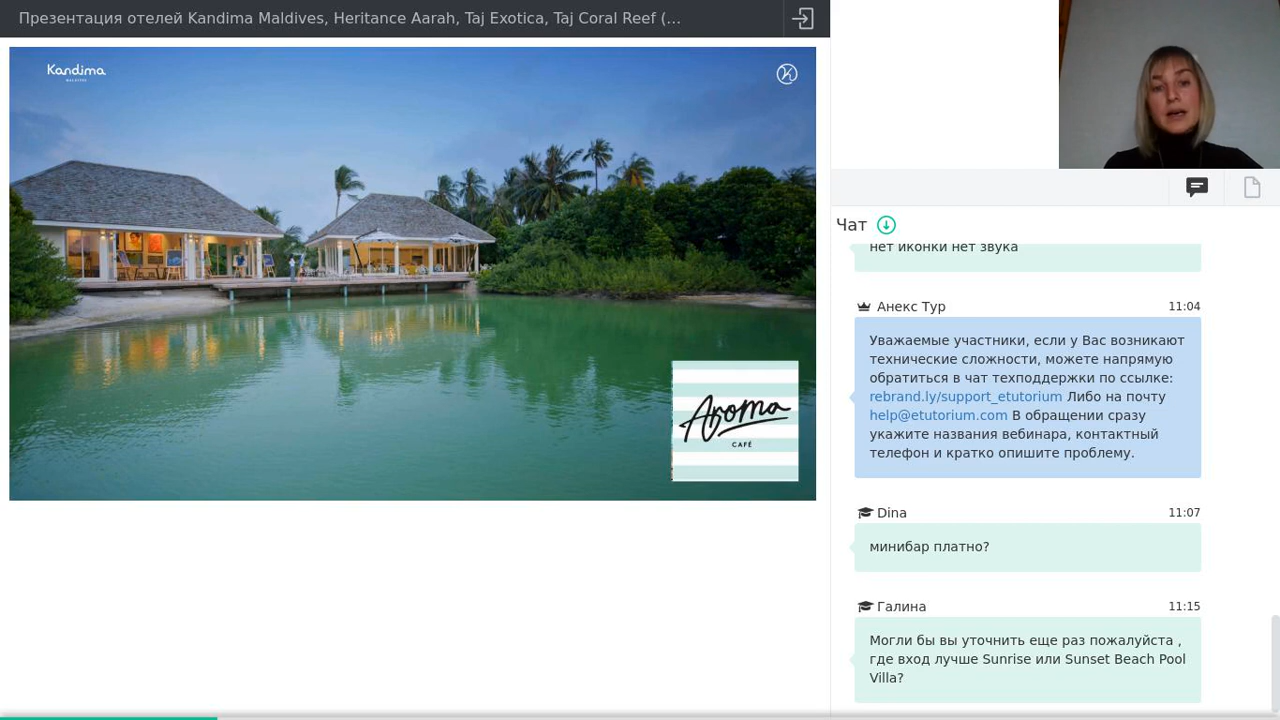 Презентация отелей Kandima Maldives, Heritance Aarah, Taj Exotica, Taj Coral Reef (...
Kandima
MALDIVES
Aroma
CAFÉ
Чат
нет иконки нет звука
Анекс Тур 11:04
Уважаемые участники, если у Вас возникают
технические сложности, можете напрямую
обратиться в чат техподдержки по ссылке:
rebrand.ly/support_etutorium Либо на почту
help@etutorium.com В обращении сразу
укажите названия вебинара, контактный
телефон и кратко опишите проблему.
Dina 11:07
минибар платно?
Галина 11:15
Могли бы вы уточнить еще раз пожалуйста ,
где вход лучше Sunrise или Sunset Beach Pool
Villa?